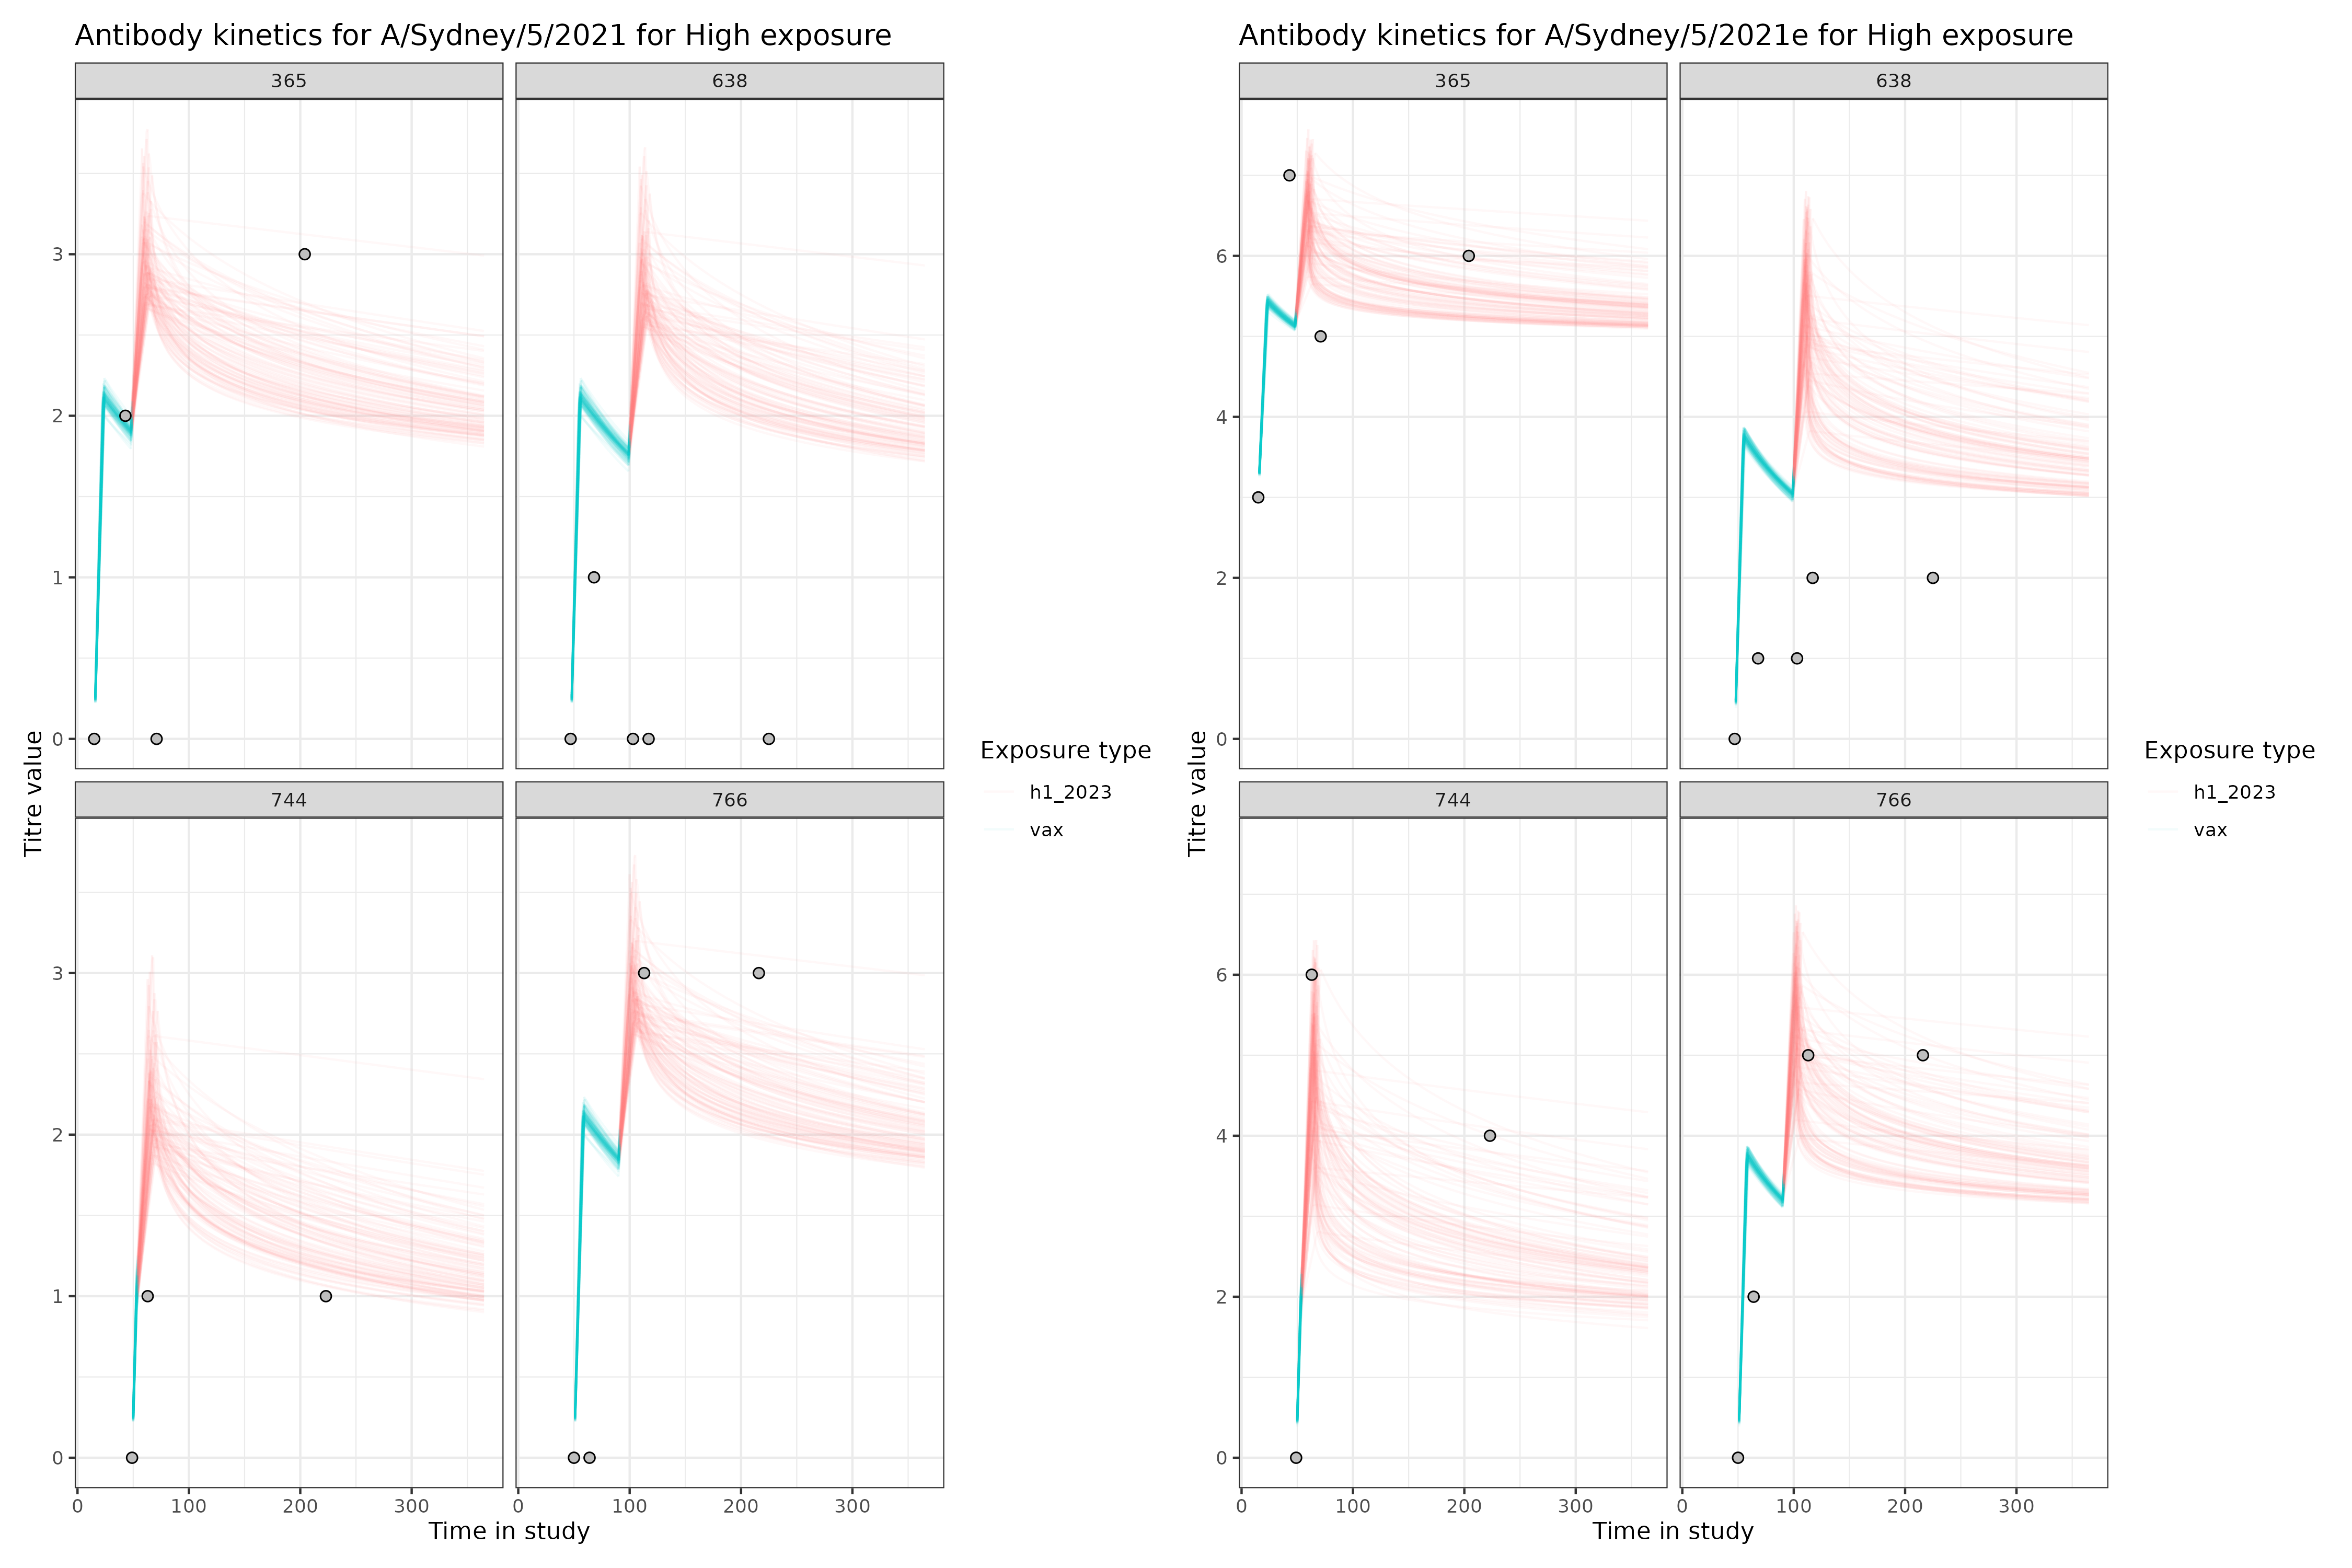 Antibody kinetics for A/Sydney/5/2021 for High exposure
365 638
3
2
1
0
744 766
3
2
1
0
0 100 200 300 0 100 200 300
Time in study
Titre value
Exposure type
h1_2023
vax
Antibody kinetics for A/Sydney/5/2021e for High exposure
365 638
6
4
2
0
744 766
6
4
2
0
0 100 200 300 0 100 200 300
Time in study
Titre value
Exposure type
h1_2023
vax